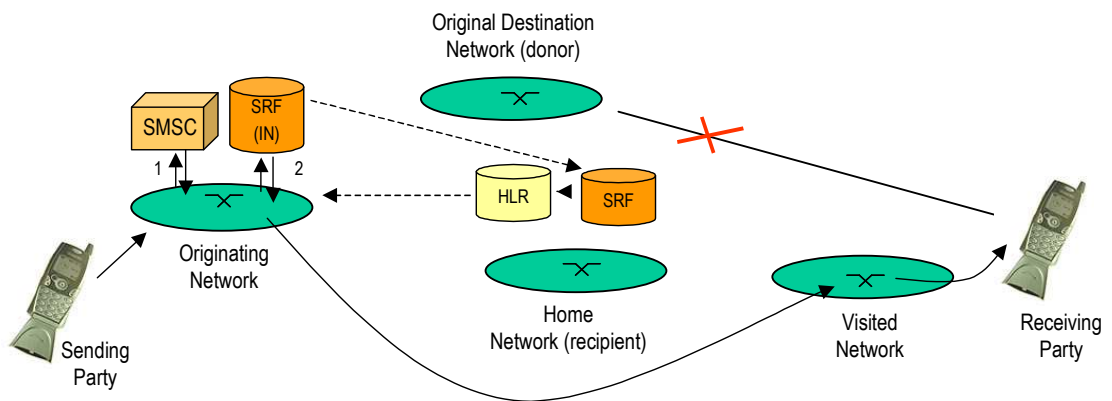 Original Destination
Network (donor)
SMSC
SRF
(IN)
1
2
HLR
SRF
Originating
Network
Home
Network (recipient)
Visited
Network
Receiving
Party
Sending
Party